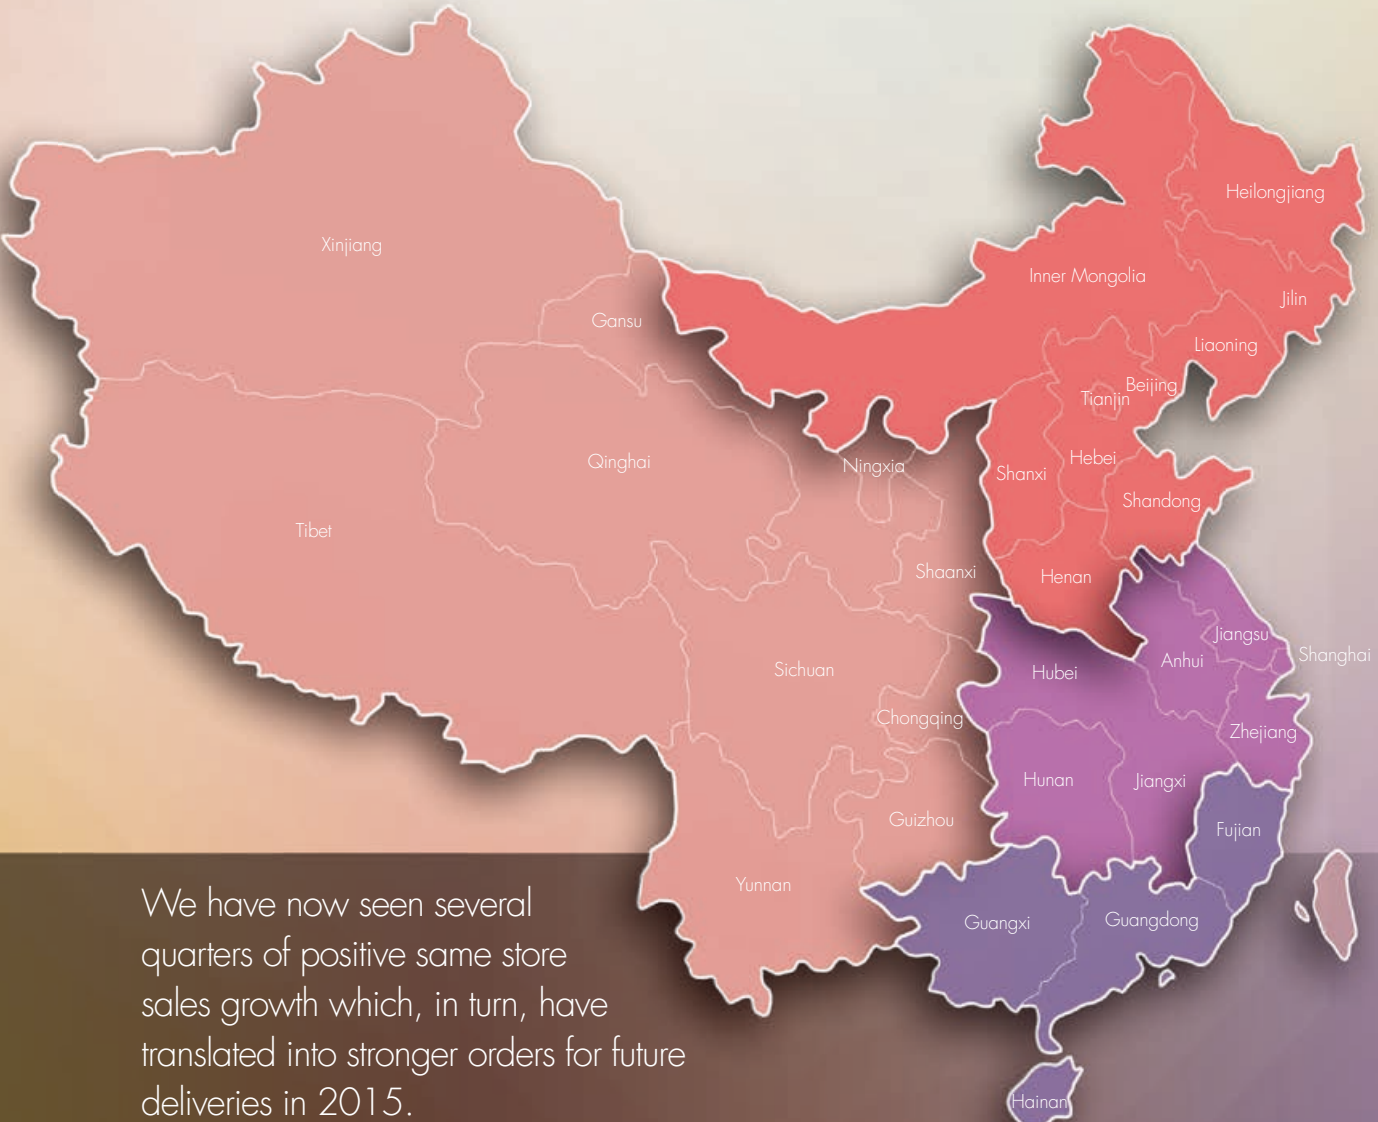 Heilongjiang
Xinjiang
Inner Mongolia
Jilin
Gansu
Liaoning
Beijing
Tianjin
Qinghai
Ningxia
Hebei
Shanxi
Shandong
Tibet
Shaanxi
Henan
Jiangsu
Shanghai
Anhui
Sichuan
Hubei
Chongqing
Zhejiang
Hunan
Jiangxi
Guizhou
Fujian
Yunnan
Guangxi
Guangdong
Hainan
We have now seen several
quarters of positive same store
sales growth which, in turn, have
translated into stronger orders for future
deliveries in 2015.